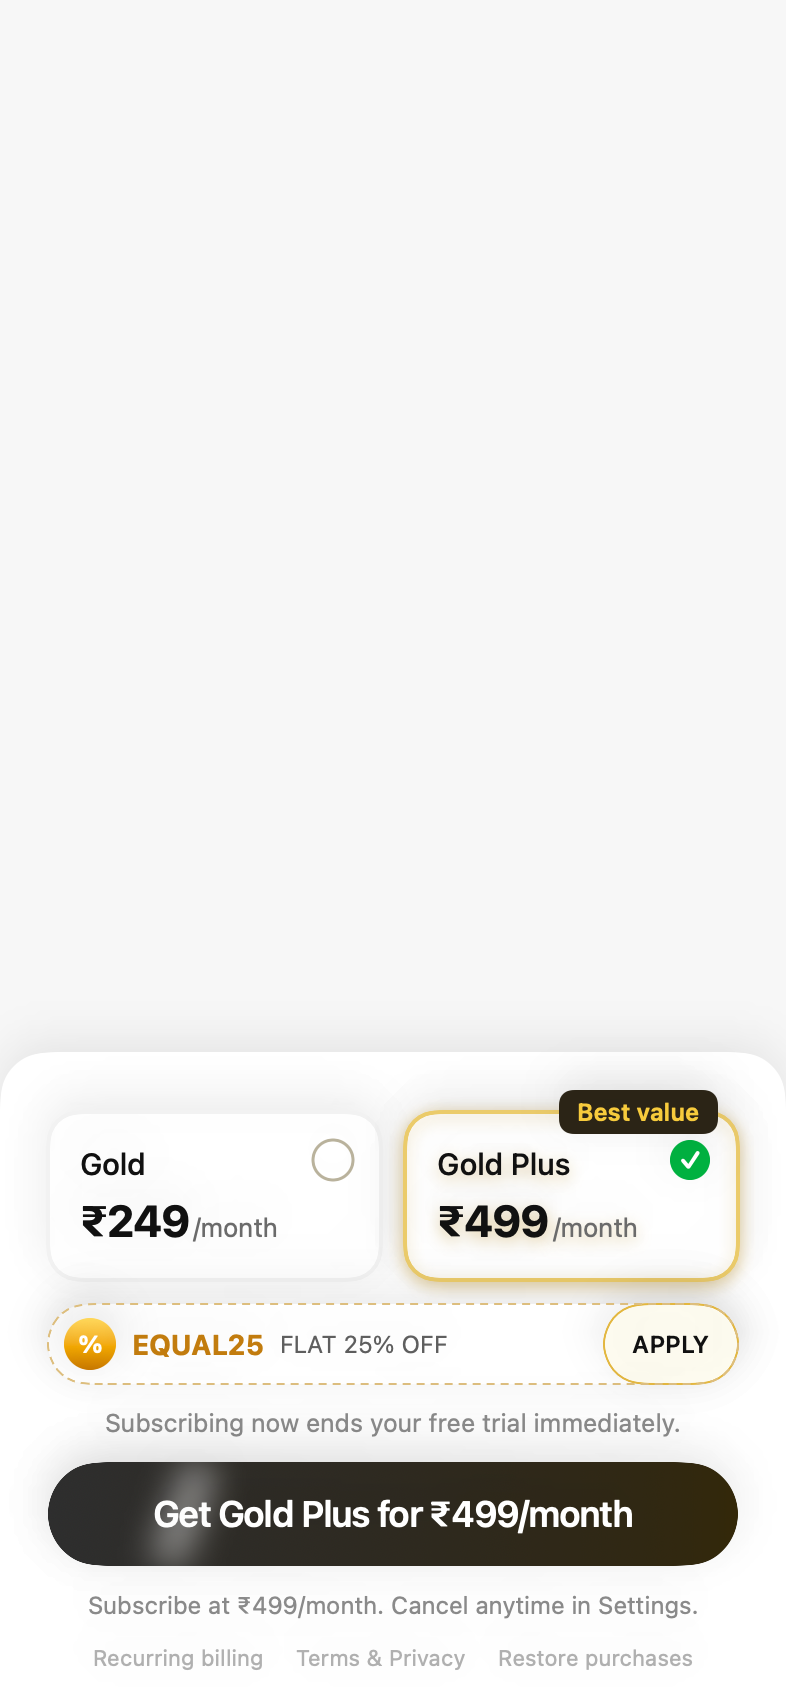 Best value
Gold
₹249/month
Gold Plus
₹499/month
% EQUAL25 FLAT 25% OFF APPLY
Subscribing now ends your free trial immediately.
Get Gold Plus for ₹499/month
Subscribe at ₹499/month. Cancel anytime in Settings.
Recurring billing Terms & Privacy Restore purchases